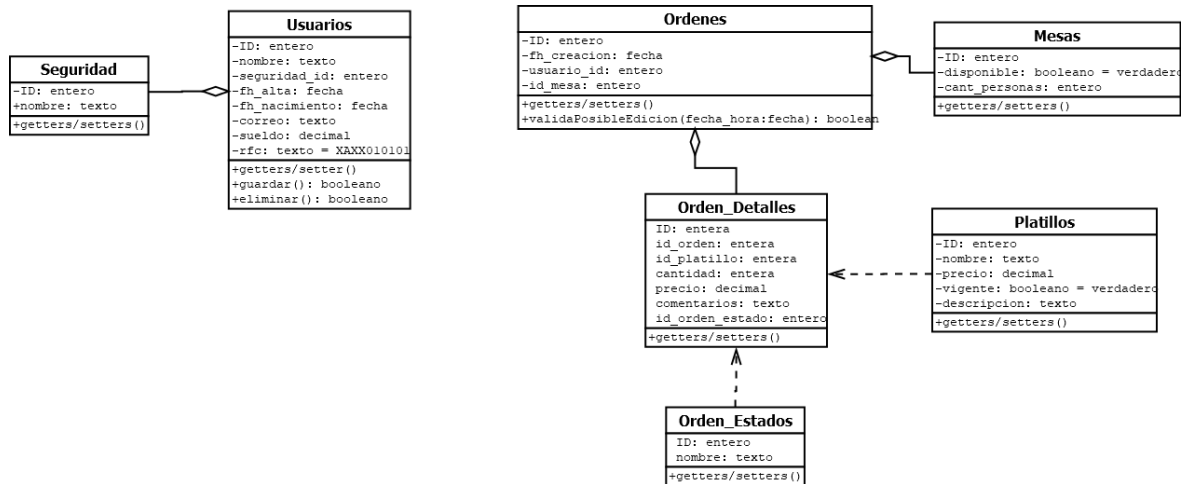 Seguridad
-ID: entero
+nombre: texto
+getters/setters()
Usuarios
-ID: entero
-nombre: texto
-seguridad_id: entero
-fh_alta: fecha
-fh_nacimiento: fecha
-correo: texto
-sueldo: decimal
-rfc: texto = XAXX010101
+getters/setter()
+guardar(): booleano
+eliminar(): booleano
Ordenes
-ID: entero
-fh_creacion: fecha
-usuario_id: entero
-id_mesa: entero
+getters/setters()
+validaPosibleEdicion(fecha_hora:fecha): boolean
Mesas
-ID: entero
-disponible: booleano = verdadero
-cant_personas: entero
+getters/setters()
Orden_Detalles
ID: entera
id_orden: entera
id_platillo: entera
cantidad: entera
precio: decimal
comentarios: texto
id_orden_estado: entero
+getters/setters()
Platillos
-ID: entero
-nombre: texto
-precio: decimal
-vigente: booleano = verdadero
-descripcion: texto
+getters/setters()
Orden_Estados
ID: entero
nombre: texto
+getters/setters()